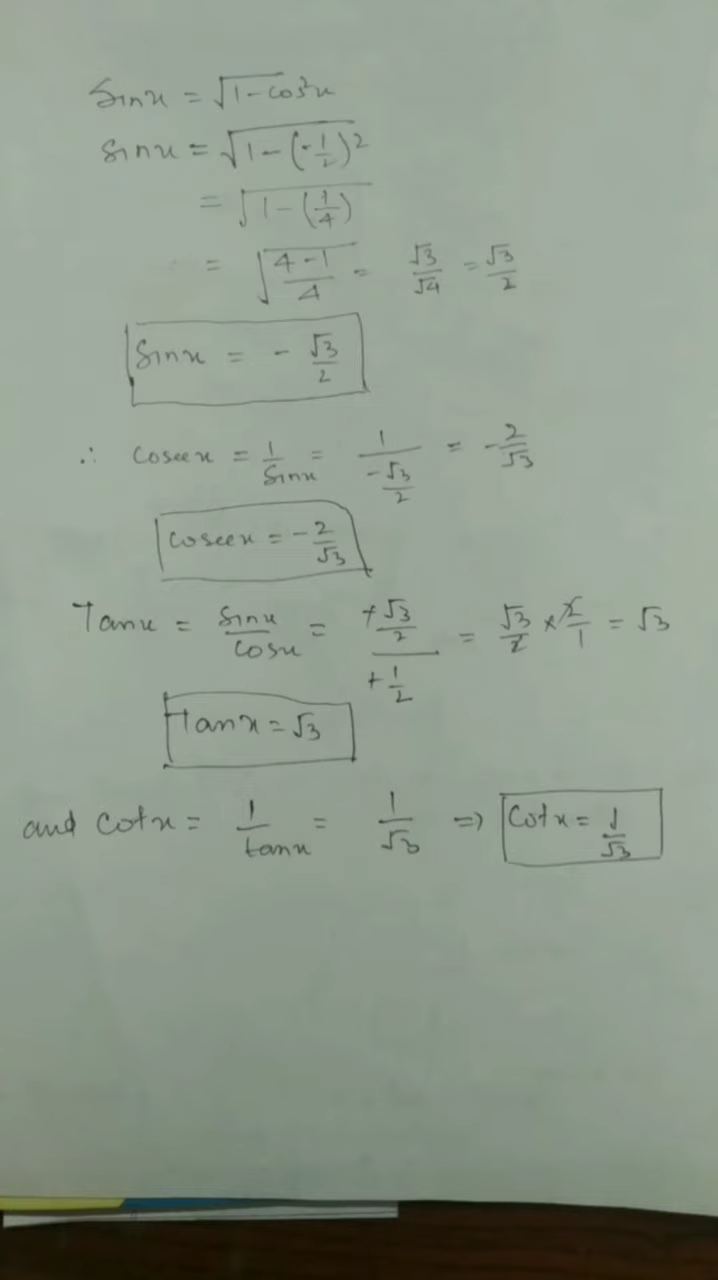 Sinx = √1-cos²x
sinx = √1-(-1/2)²
= √1-(1/4)
= √4-1/4 = √3/√4 = √3/2
Sinx = - √3/2
∴ cosecx = 1/Sinx = 1/-√3/2 = -2/√3
cosecx = -2/√3
Tanx = sinx/cosx = +√3/2/+1/2 = √3/2 × 2/1 = √3
Tanx = √3
and cotx = 1/tanx = 1/√3 => Cotx = 1/√3